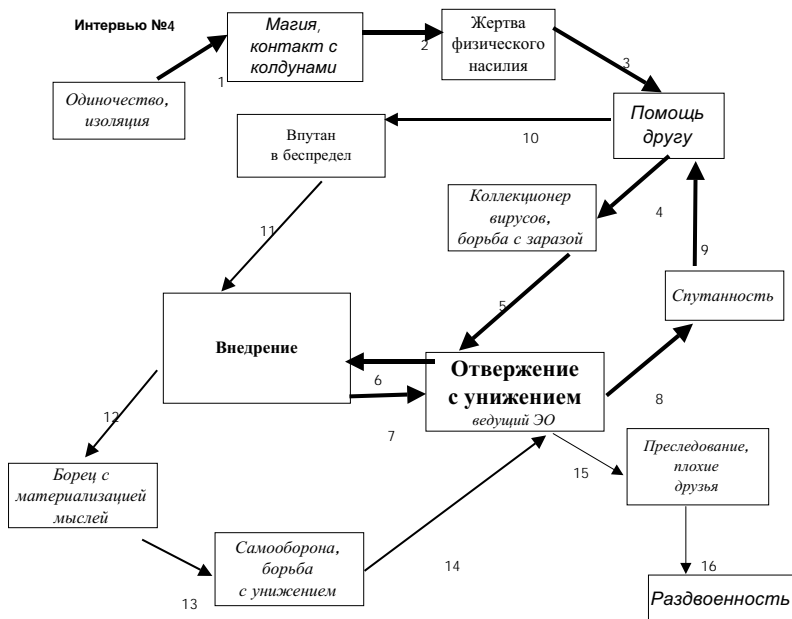 Интервью №4
Магия,
контакт с
колдунами
Жертва
физического
насилия
1
2
3
Одиночество,
изоляция
Помощь
другу
Впутан
в беспредел
10
Коллекционер
вирусов,
борьба с заразой
4
9
11
Спутанность
5
Внедрение
Отвержение
с унижением
ведущий ЭО
6
7
8
12
Преследование,
плохие
друзья
15
Борец с
материализацией
мыслей
Самооборона,
борьба
с унижением
13
14
16
Раздвоенность